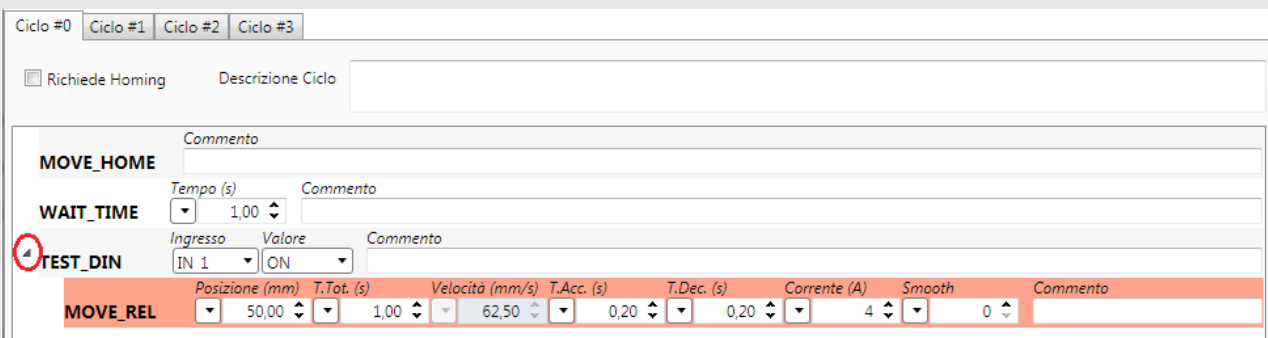 Ciclo #0 Ciclo #1 Ciclo #2 Ciclo #3
Richiede Homing Descrizione Ciclo
Commento
MOVE_HOME
Tempo (s) Commento
WAIT_TIME 1,00
Ingresso Valore Commento
TEST_DIN IN 1 ON
Posizione (mm) T.Tot. (s) Velocità (mm/s) T.Acc. (s) T.Dec. (s) Corrente (A) Smooth Commento
MOVE_REL 50,00 1,00 62,50 0,20 0,20 4 0